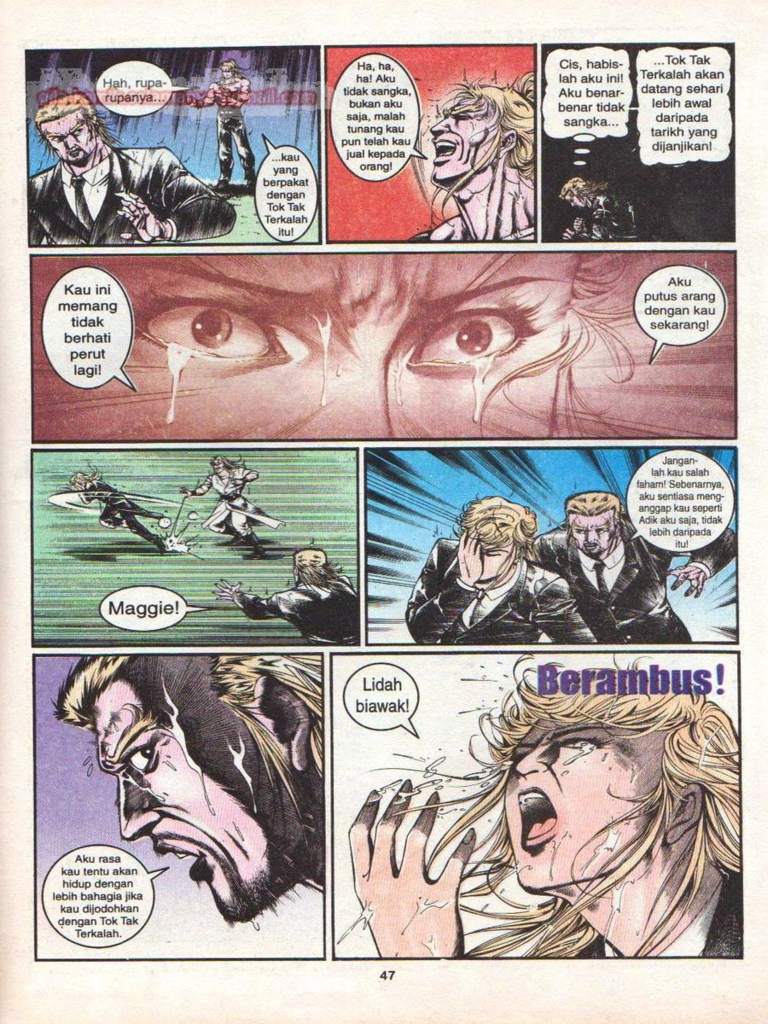 Hah, rupa-
rupanya...
...kau
yang
berpakat
dengan
Tok Tak
Terkalah
itu!
Ha, ha,
ha! Aku
tidak sangka,
bukan aku
saja, malah
tunang kau
pun telah kau
jual kepada
orang!
Cis, habis-
lah aku ini!
Aku benar-
benar tidak
sangka...
...Tok Tak
Terkalah akan
datang sehari
lebih awal
daripada
tarikh yang
dijanjikan!
Kau ini
memang
tidak
berhati
perut
lagi!
Aku
putus arang
dengan kau
sekarang!
Maggie!
Jangan-
lah kau salah
faham! Sebenarnya,
aku sentiasa meng-
anggap kau seperti
Adik aku saja, tidak
lebih daripada
itu!
Aku rasa
kau tentu akan
hidup dengan
lebih bahagia jika
kau dijodohkan
dengan Tok Tak
Terkalah.
Lidah
biawak!
Berambus!
47